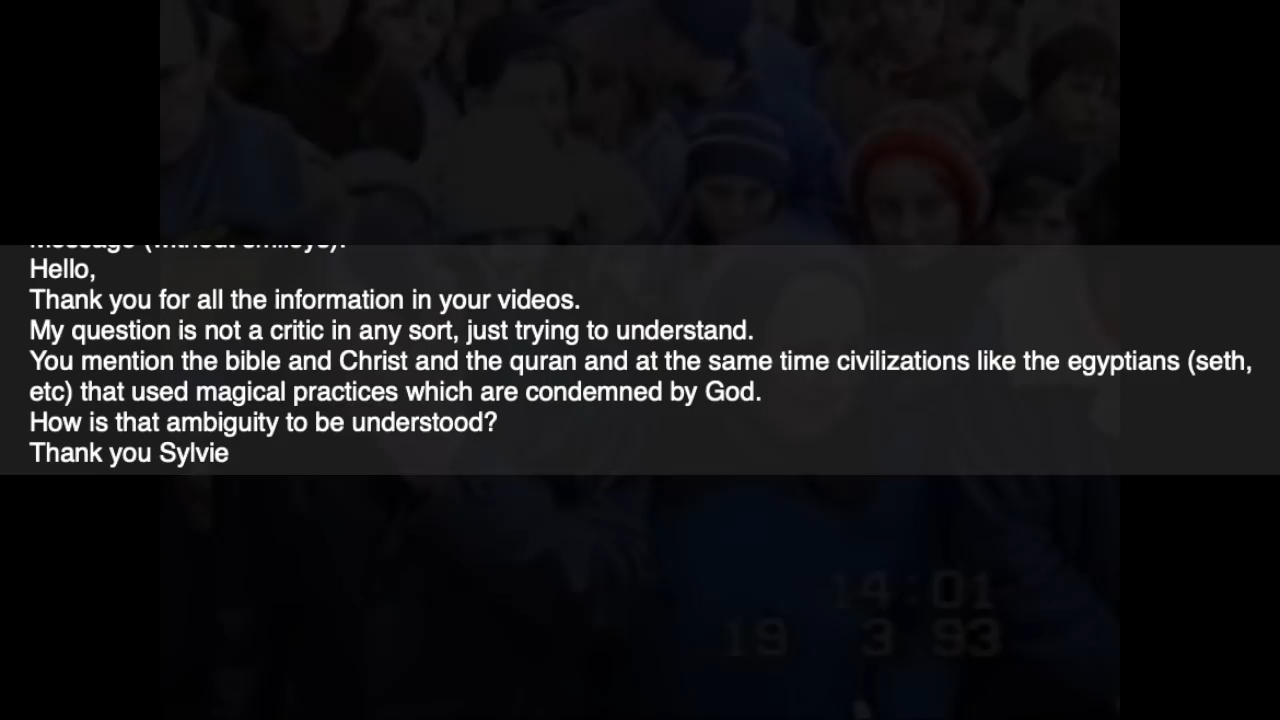 Message (without smileys):
Hello,
Thank you for all the information in your videos.
My question is not a critic in any sort, just trying to understand.
You mention the bible and Christ and the quran and at the same time civilizations like the egyptians (seth,
etc) that used magical practices which are condemned by God.
How is that ambiguity to be understood?
Thank you Sylvie
14:01
19 3 93